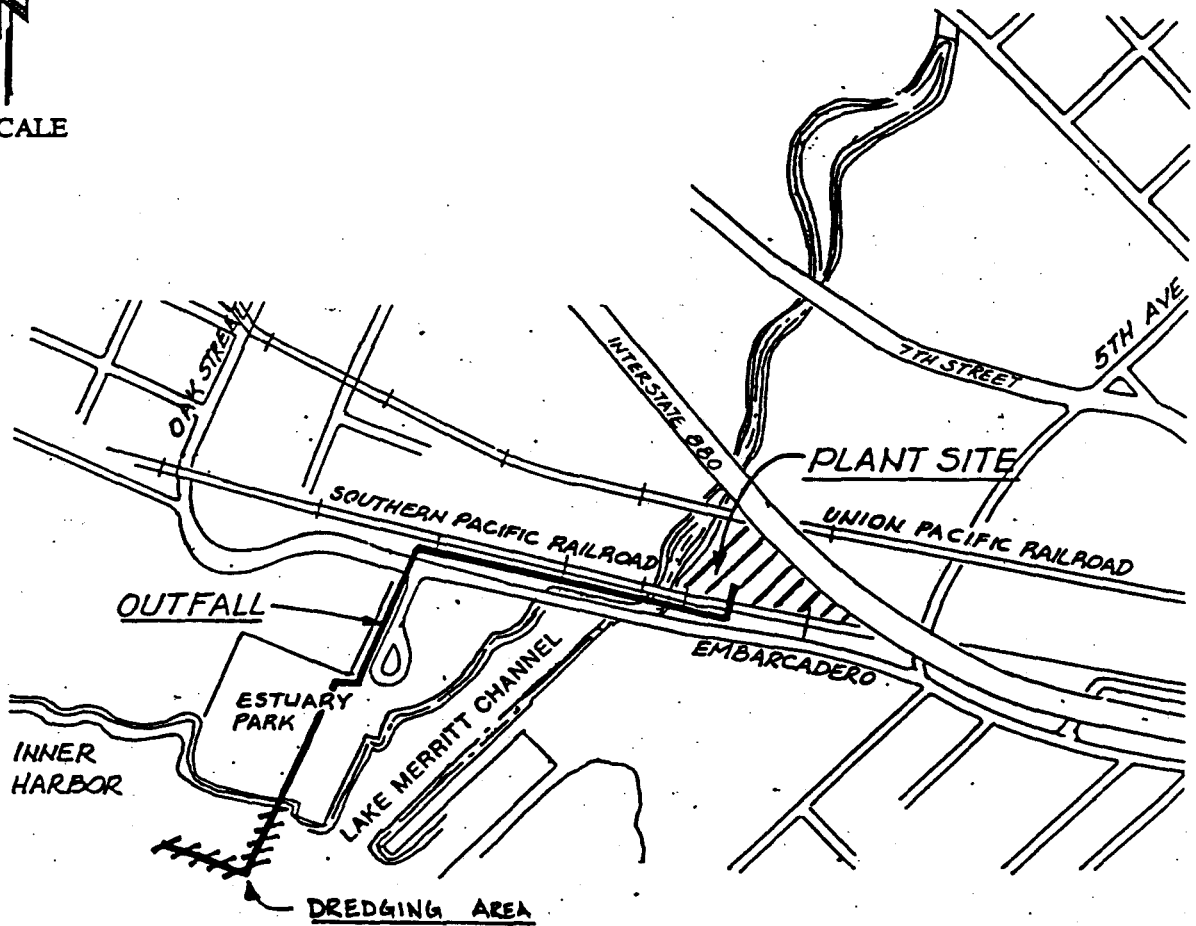 CALE
OAK STREET
INTERSTATE 880
7TH STREET
5TH AVE
PLANT SITE
SOUTHERN PACIFIC RAILROAD
UNION PACIFIC RAILROAD
OUTFALL
EMBARCADERO
ESTUARY
PARK
LAKE MERRITT CHANNEL
INNER
HARBOR
DREDGING AREA